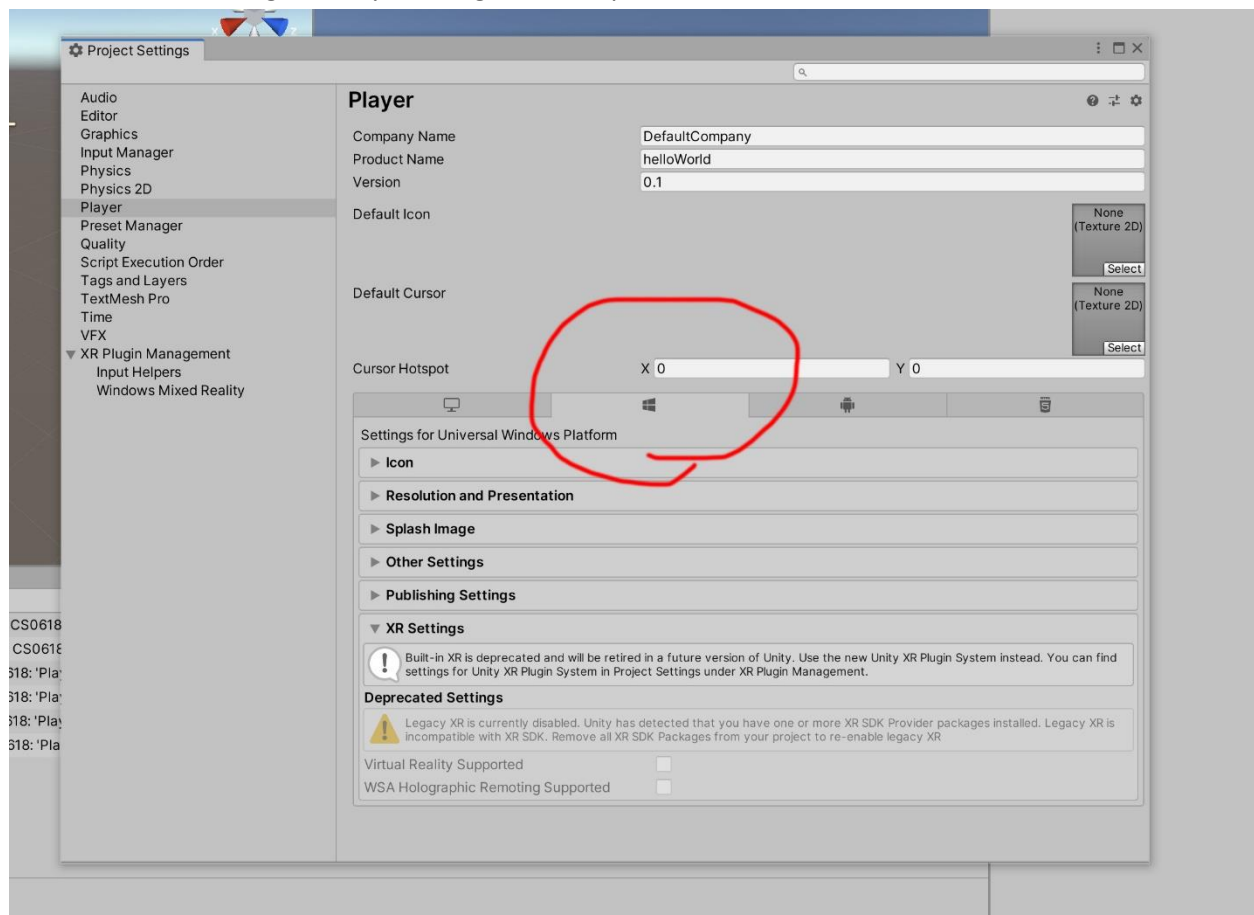 Project Settings
Audio
Editor
Graphics
Input Manager
Physics
Physics 2D
Player
Preset Manager
Quality
Script Execution Order
Tags and Layers
TextMesh Pro
Time
VFX
XR Plugin Management
Input Helpers
Windows Mixed Reality
Player
Company Name DefaultCompany
Product Name helloWorld
Version 0.1
Default Icon
None
(Texture 2D)
Select
Default Cursor
None
(Texture 2D)
Select
Cursor Hotspot X 0 Y 0
Settings for Universal Windows Platform
Icon
Resolution and Presentation
Splash Image
Other Settings
Publishing Settings
XR Settings
Built-in XR is deprecated and will be retired in a future version of Unity. Use the new Unity XR Plugin System instead. You can find
settings for Unity XR Plugin System in Project Settings under XR Plugin Management.
Deprecated Settings
Legacy XR is currently disabled. Unity has detected that you have one or more XR SDK Provider packages installed. Legacy XR is
incompatible with XR SDK. Remove all XR SDK Packages from your project to re-enable legacy XR
Virtual Reality Supported
WSA Holographic Remoting Supported
CS0618
CS0618
618: 'Play
618: 'Pla
618: 'Play
618: 'Pla